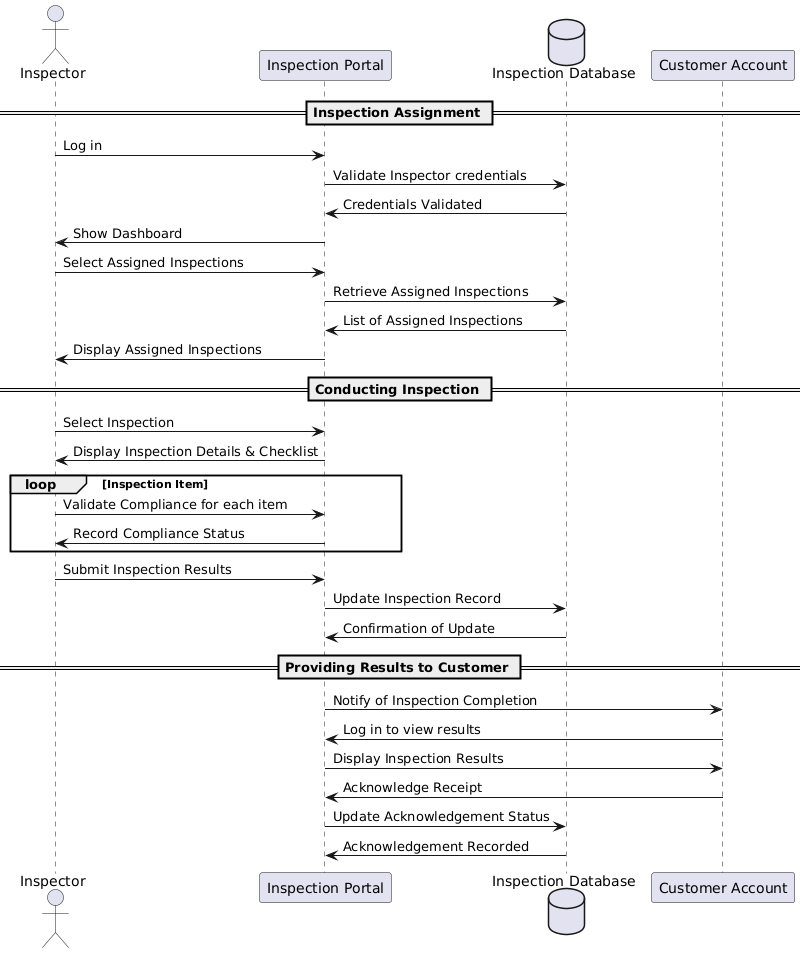 Inspector
Inspection Portal
Inspection Database
Customer Account
Inspection Assignment
Log in
Validate Inspector credentials
Credentials Validated
Show Dashboard
Select Assigned Inspections
Retrieve Assigned Inspections
List of Assigned Inspections
Display Assigned Inspections
Conducting Inspection
Select Inspection
Display Inspection Details & Checklist
loop [Inspection Item]
Validate Compliance for each item
Record Compliance Status
Submit Inspection Results
Update Inspection Record
Confirmation of Update
Providing Results to Customer
Notify of Inspection Completion
Log in to view results
Display Inspection Results
Acknowledge Receipt
Update Acknowledgement Status
Acknowledgement Recorded
Inspector
Inspection Portal
Inspection Database
Customer Account